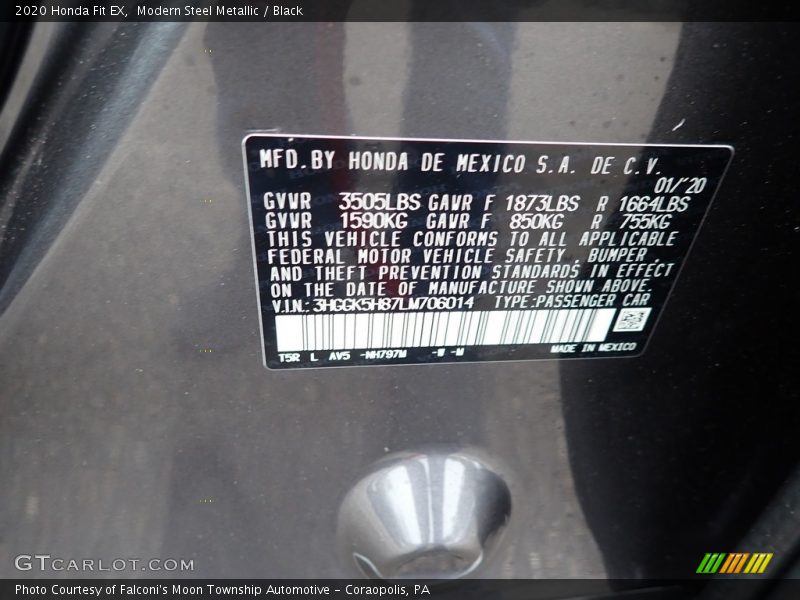 2020 Honda Fit EX, Modern Steel Metallic / Black
MFD. BY HONDA DE MEXICO S.A. DE C.V.
01/'20
GVWR 3505LBS GAWR F 1873LBS R 1664LBS
GVWR 1590KG GAWR F 850KG R 755KG
THIS VEHICLE CONFORMS TO ALL APPLICABLE
FEDERAL MOTOR VEHICLE SAFETY, BUMPER
AND THEFT PREVENTION STANDARDS IN EFFECT
ON THE DATE OF MANUFACTURE SHOWN ABOVE.
V.I.N.: 3HGGK5H87LM706014 TYPE:PASSENGER CAR
T5R L AV5 -NH797M -W -M MADE IN MEXICO
GTCARLOT.COM
Photo Courtesy of Falconi's Moon Township Automotive – Coraopolis, PA